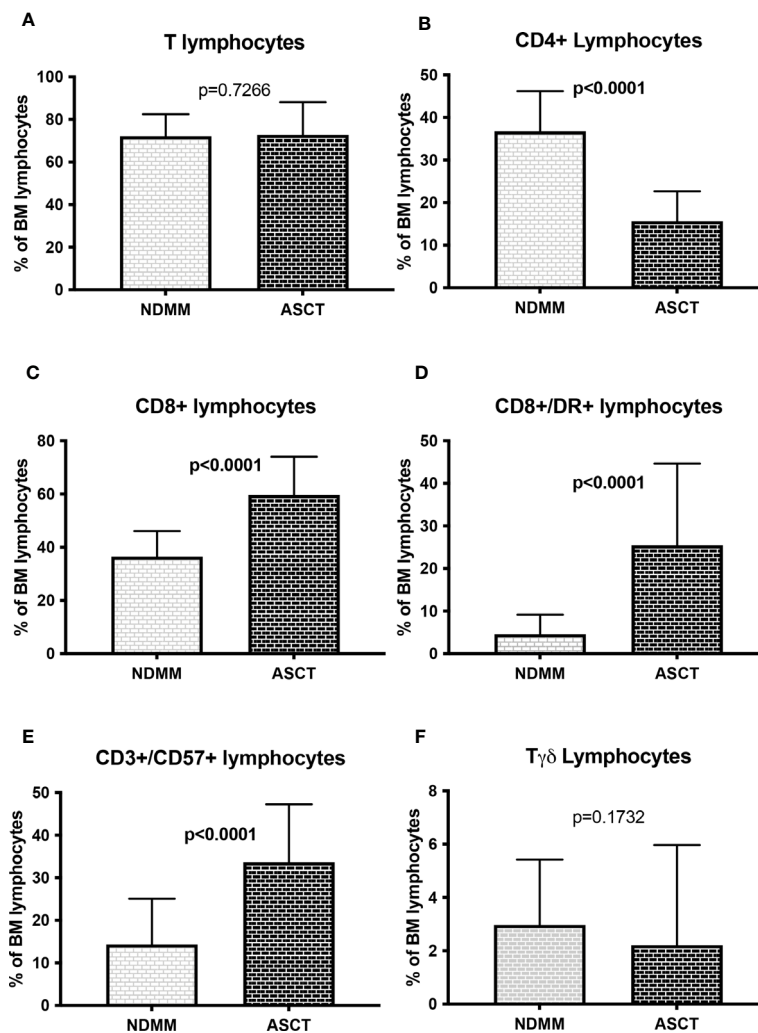 A
T lymphocytes
% of BM lymphocytes
100
80
60
40
20
0
p=0.7266
NDMM
ASCT
B
CD4+ Lymphocytes
% of BM lymphocytes
50
40
30
20
10
0
p<0.0001
NDMM
ASCT
C
CD8+ lymphocytes
% of BM lymphocytes
80
60
40
20
0
p<0.0001
NDMM
ASCT
D
CD8+/DR+ lymphocytes
% of BM lymphocytes
50
40
30
20
10
0
p<0.0001
NDMM
ASCT
E
CD3+/CD57+ lymphocytes
% of BM lymphocytes
50
40
30
20
10
0
p<0.0001
NDMM
ASCT
F
Tγδ Lymphocytes
% of BM lymphocytes
8
6
4
2
0
p=0.1732
NDMM
ASCT